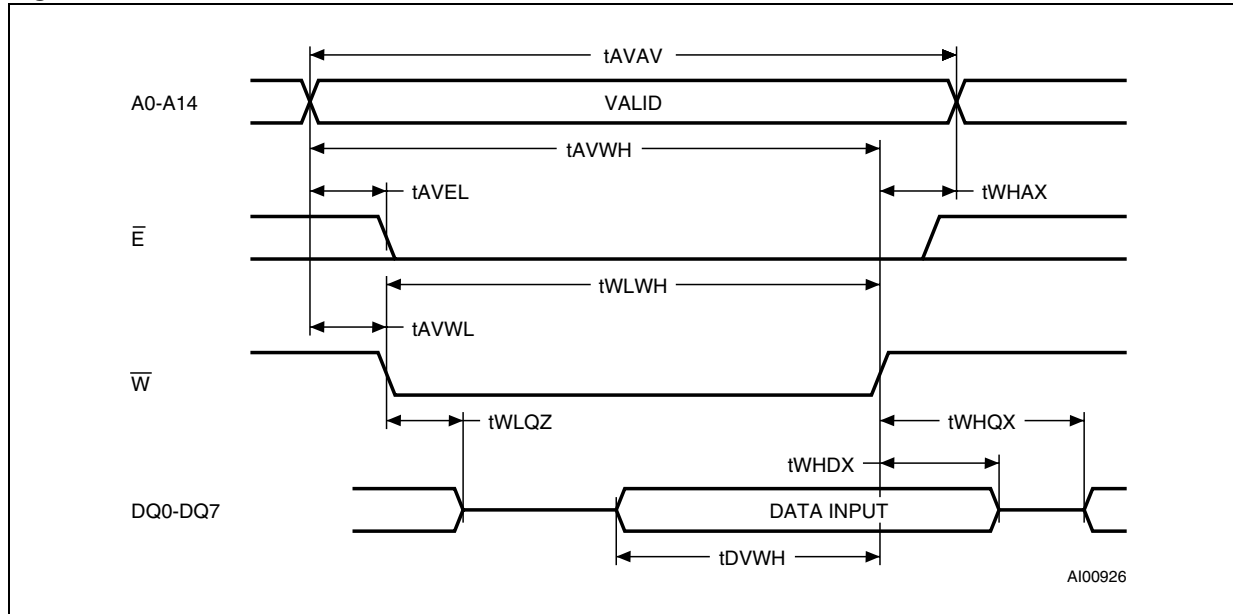 tAVAV
A0-A14
VALID
tAVWH
tAVEL
tWHAX
E̅
tWLWH
tAVWL
W̅
tWLQZ
tWHQX
tWHDX
DQ0-DQ7
DATA INPUT
tDVWH
AI00926